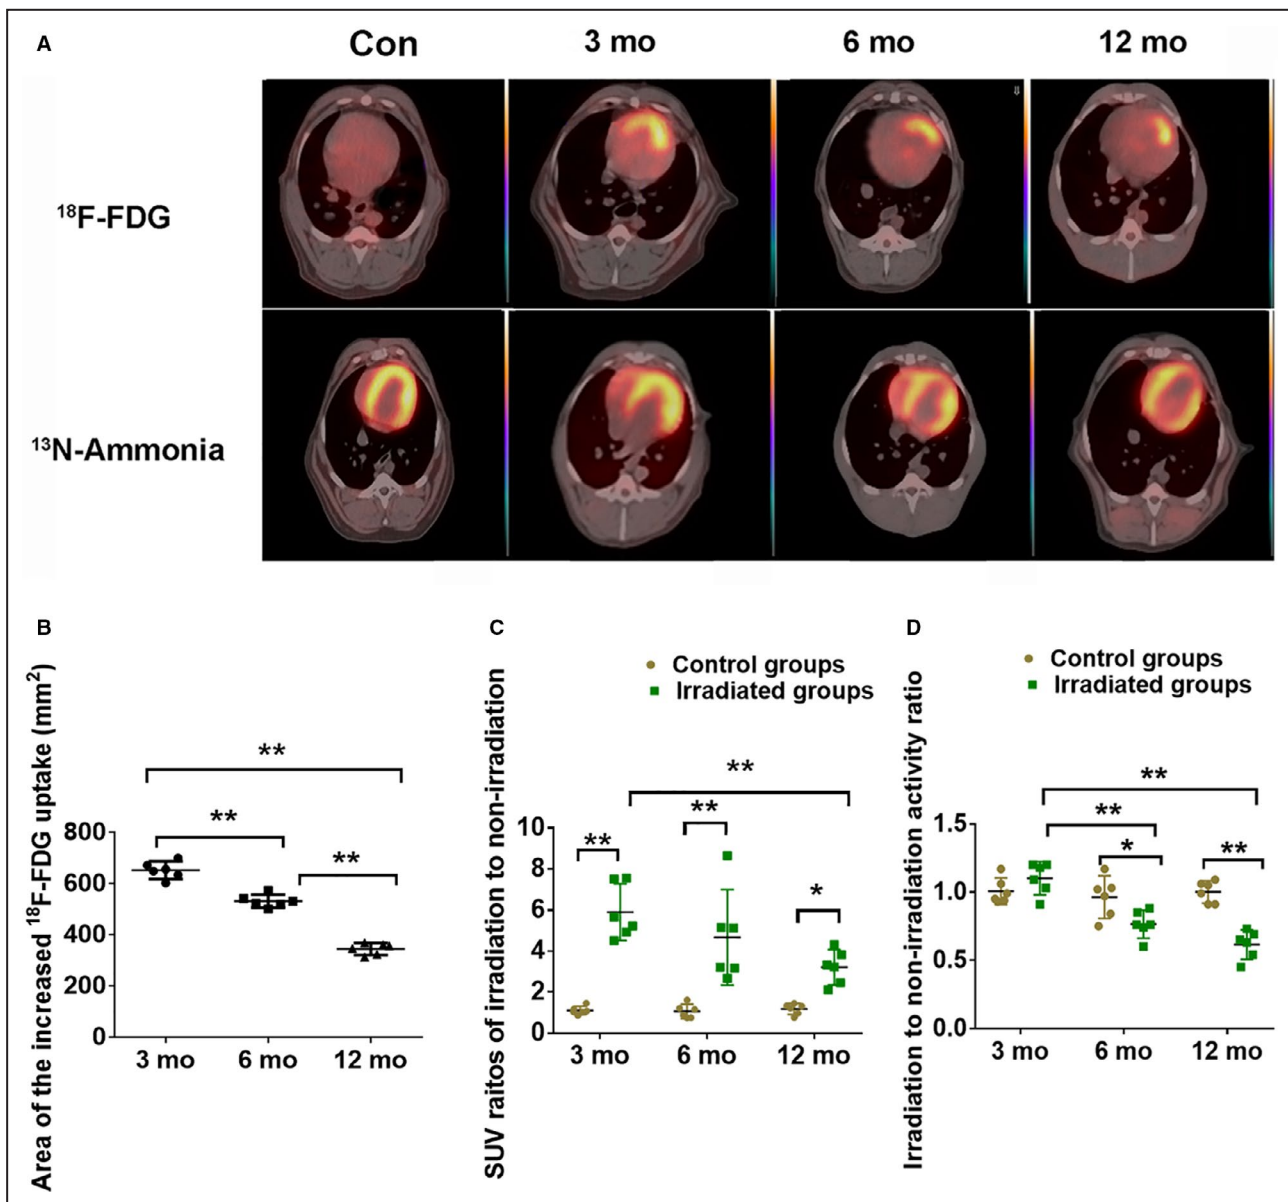 A
Con
3 mo
6 mo
12 mo
¹⁸F-FDG
¹³N-Ammonia
B
Area of the increased ¹⁸F-FDG uptake (mm²)
**
**
**
800
600
400
200
0
3 mo
6 mo
12 mo
C
Control groups
Irradiated groups
SUV raitos of irradiation to non-irradiation
**
**
**
*
10
8
6
4
2
0
3 mo
6 mo
12 mo
D
Control groups
Irradiated groups
Irradiation to non-irradiation activity ratio
**
**
*
**
1.5
1.0
0.5
0.0
3 mo
6 mo
12 mo